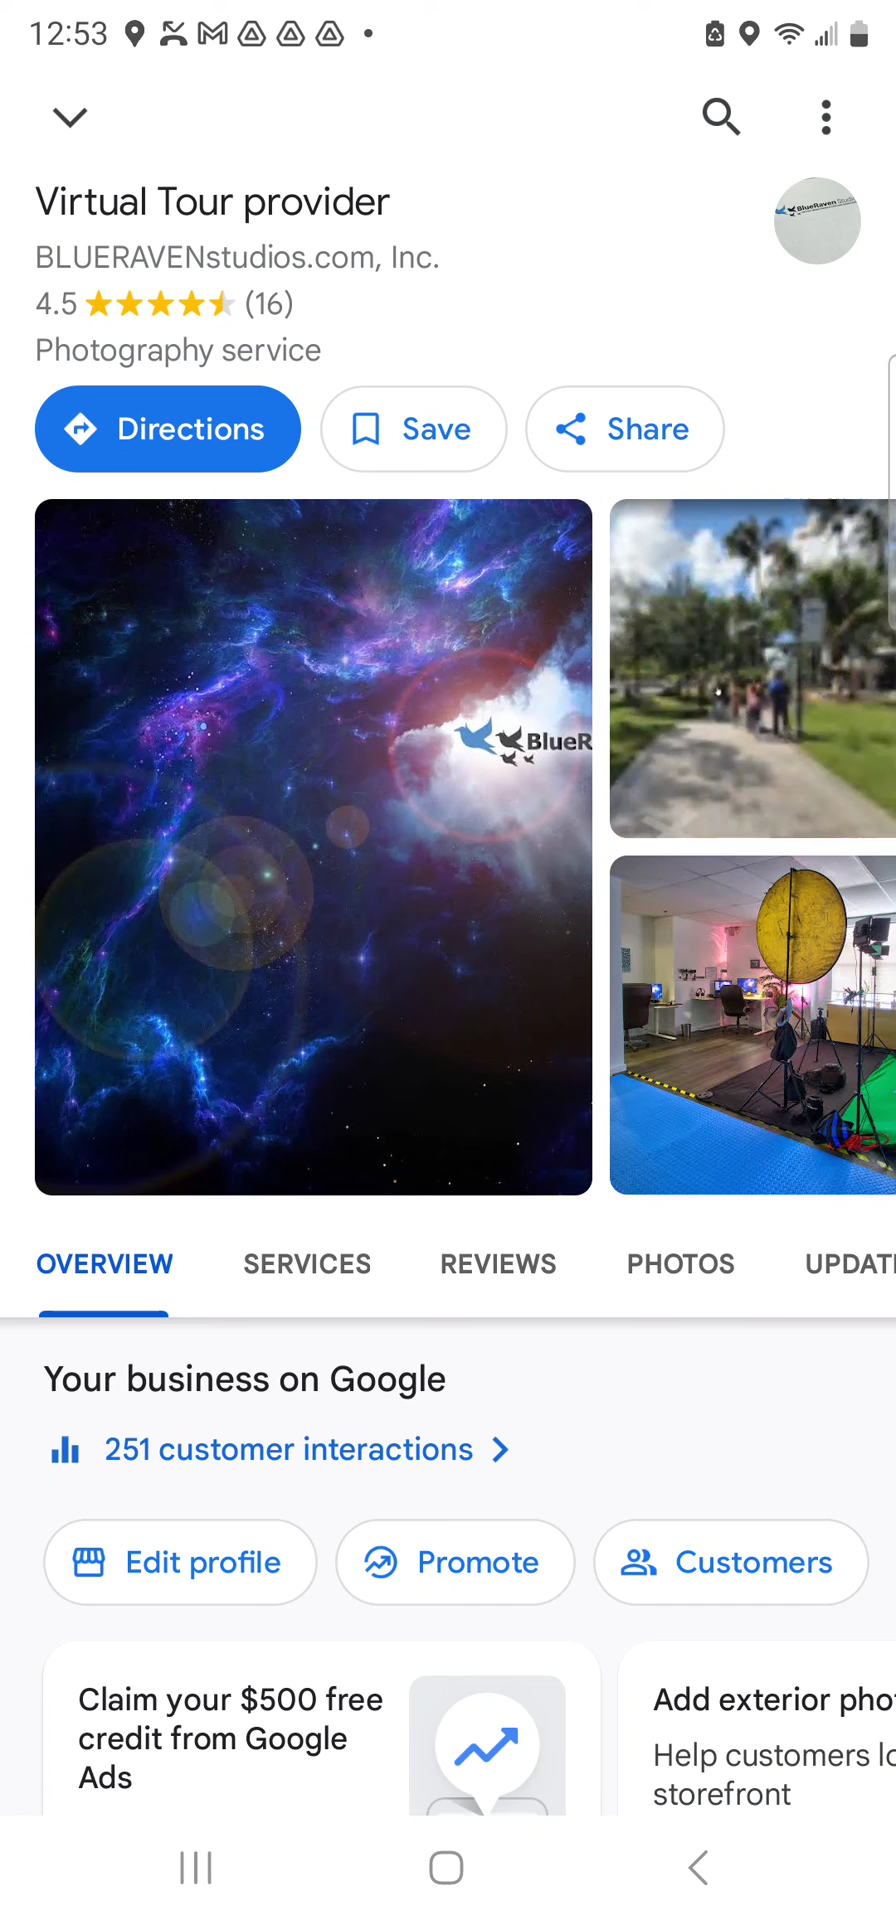 12:53
Virtual Tour provider
BlueRaven Studio
BLUERAVENstudios.com, Inc.
4.5 (16)
Photography service
Directions
Save
Share
BlueR
OVERVIEW
SERVICES
REVIEWS
PHOTOS
UPDAT
Your business on Google
251 customer interactions
Edit profile
Promote
Customers
Claim your $500 free
credit from Google
Ads
Add exterior pho
Help customers lo
storefront